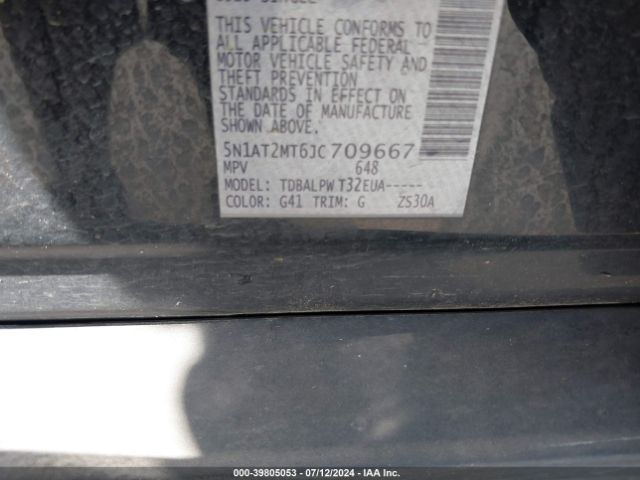 THIS VEHICLE CONFORMS TO
ALL APPLICABLE FEDERAL
MOTOR VEHICLE SAFETY AND
THEFT PREVENTION
STANDARDS IN EFFECT ON
THE DATE OF MANUFACTURE
SHOWN ABOVE.
5N1AT2MT6JC709667
MPV 648
MODEL: TDBALPW T32EUA-----
COLOR: G41 TRIM: G ZS30A
000-39805053 - 07/12/2024 - IAA Inc.